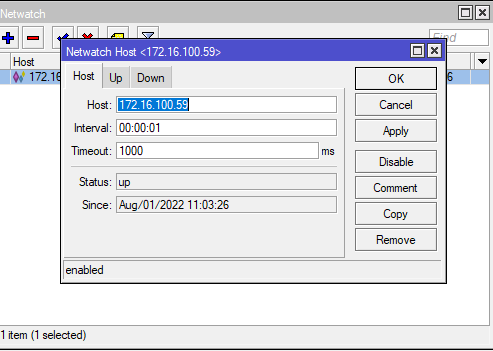 Netwatch
Find
Host
172.16
6
Netwatch Host <172.16.100.59>
Host Up Down
Host: 172.16.100.59
Interval: 00:00:01
Timeout: 1000 ms
Status: up
Since: Aug/01/2022 11:03:26
OK
Cancel
Apply
Disable
Comment
Copy
Remove
enabled
1 item (1 selected)